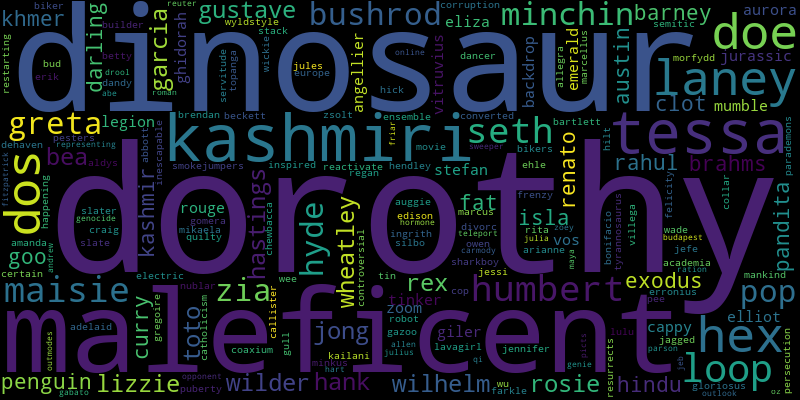 biker
builder
wyldstyle
corruption
reuter
khmer
darling
garcia
gustave
bushrod
minchin
barney
aurora
dinosaur
doe
restarting
bud
betty
stack
eliza
dancer
semitic
erik
drool
dandy
abe
roman
ghidorah
servitude
topanga
wickie
jules
europe
angellier
online
hick
vitruvius
backdrop
allegra
marcellus
emerald
austin
morfydd
jurassic
laney
clot
mumble
greta
legion
brendan
beckett
zsolt
ensemble
converted
bartlett
kashmiri
seth
tessa
pesters
dehaven
representing
abbott
inescapable
smokejumpers
inspired
reactivate
friar
movie
sweeper
bikers
hilt
parademons
bea
aldys
hendley
regan
stefan
ehle
renato
rahul
brahms
fitzpatrick
happening
dos
dorothy
kashmir
hastings
slater
genocide
craig
slate
rouge
gomera
mikaela
quilty
chewbacca
hyde
wheatley
auggie
edison
hormone
ingrith
silbo
fat
marcus
teleport
divorc
owen
carmody
isla
frenzy
rita
julia
arianne
vos
zoey
maya
bonifacio
tyrannosaurus
villega
felicity
collar
wade
budapest
jefe
academia
ration
pandita
goo
amanda
andrew
certain
electric
controversial
sharkboy
jessi
mankind
maisie
zia
nublar
wee
tin
rex
cop
humbert
exodus
pee
erronius
pop
maleficent
adelaid
curry
gregoire
toto
catholicism
callister
coaxium
gull
jong
kailani
minkus
hart
tinker
zoom
robot
gazoo
allen
julius
giler
lavagirl
qi
jennifer
lulu
picts
genie
cappy
jagged
parson
jeb
elliot
hex
loop
persecution
outmodes
penguin
gabato
lizzie
opponent
puberty
wilder
hank
wilhelm
wu
farkle
rosie
resurrects
hindu
gloriosus
outlook
oz